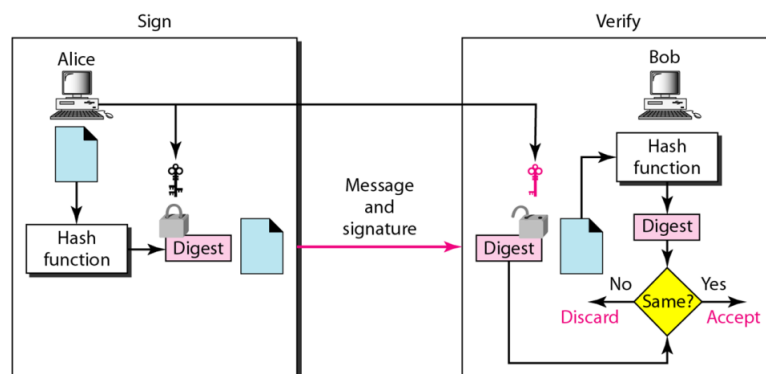 Sign
Alice
Hash
function
Digest
Message
and
signature
Verify
Bob
Hash
function
Digest
Digest
No
Same?
Yes
Discard
Accept